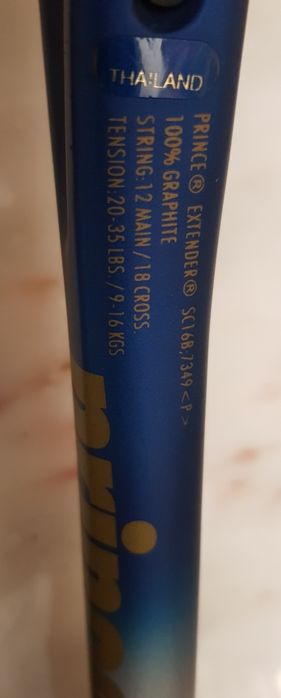 THAILAND
PRINCE® EXTENDER® SC16B,7349 <P>
100% GRAPHITE
STRING:12 MAIN / 18 CROSS
TENSION:20-35 LBS. / 9-16 KGS
prince